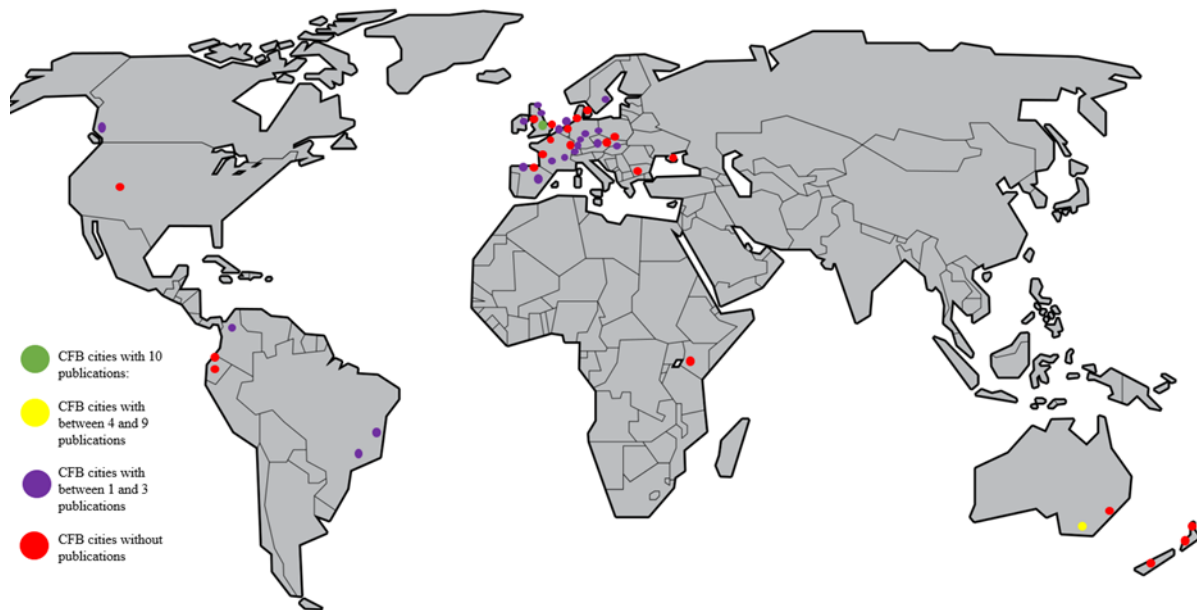 CFB cities with 10
publications:
CFB cities with
between 4 and 9
publications
CFB cities with
between 1 and 3
publications
CFB cities without
publications